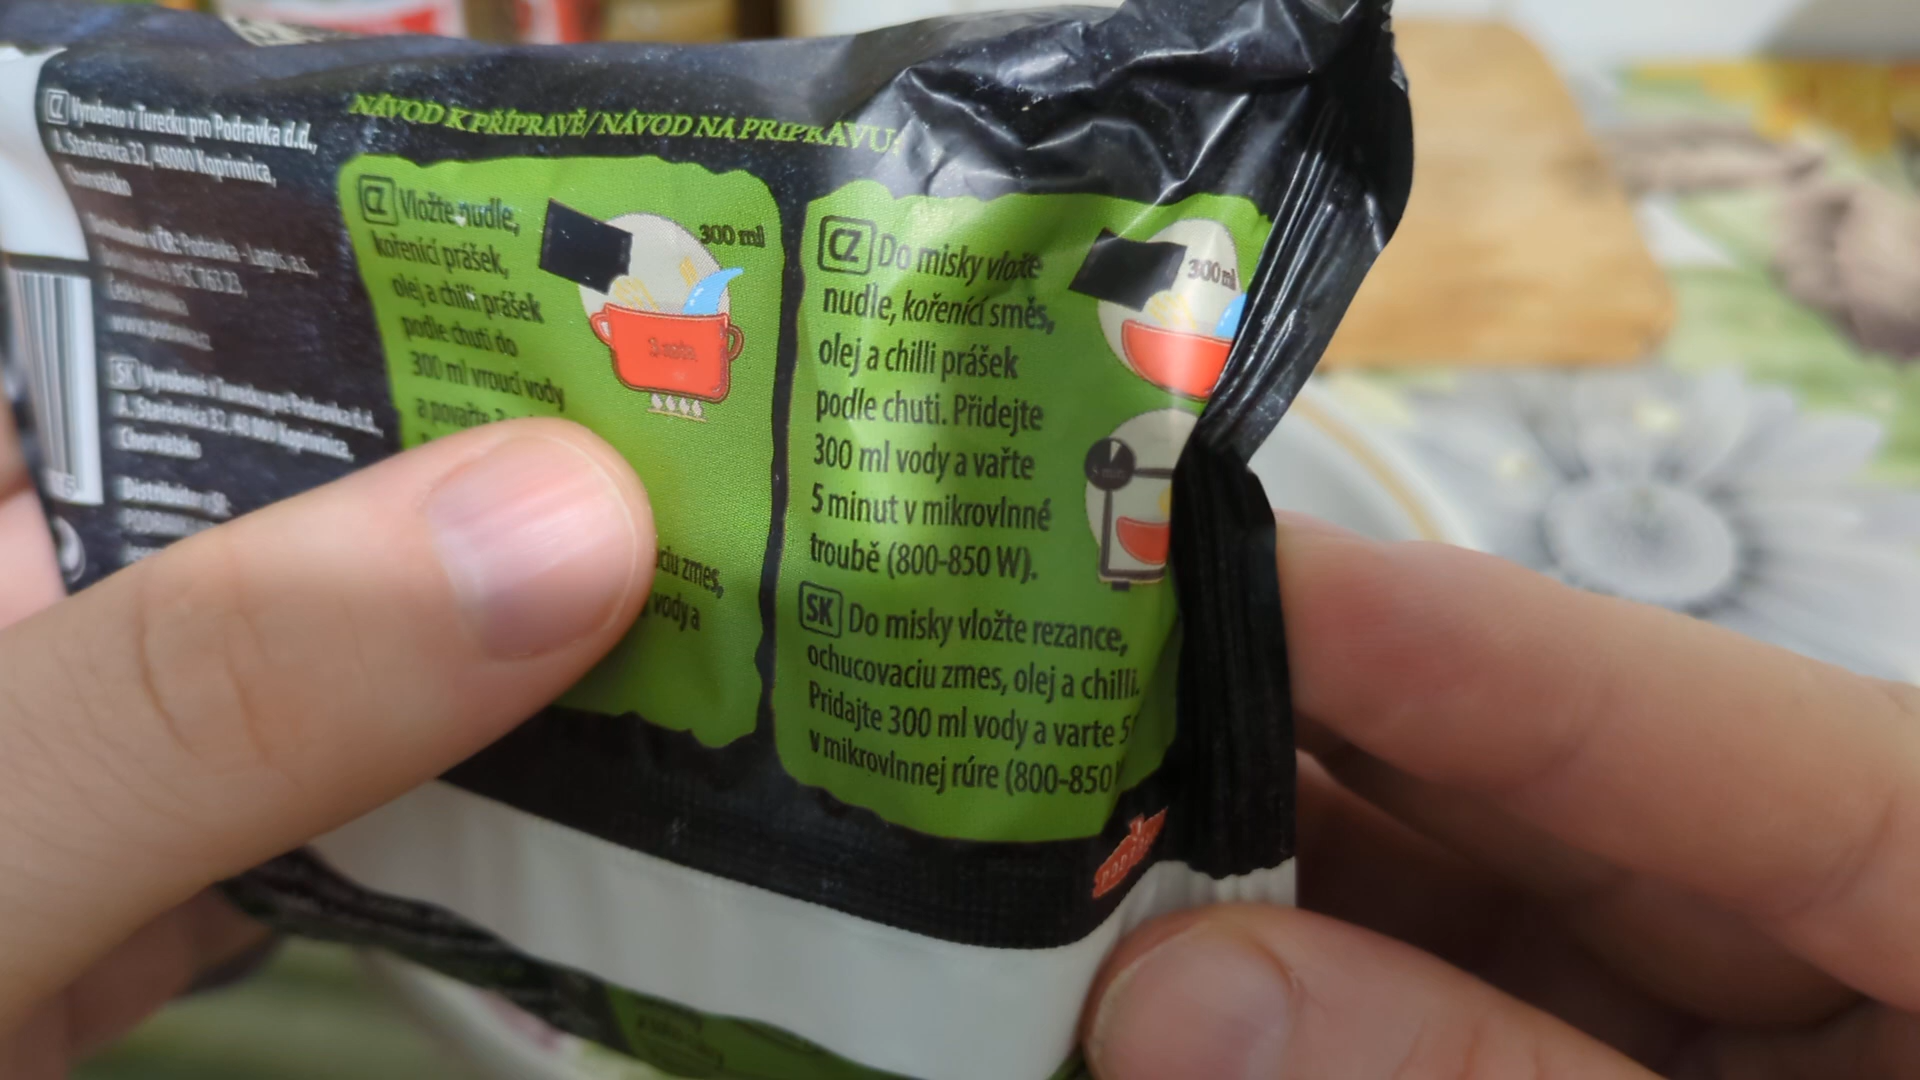 CZ Vyrobeno v Turecku pro Podravka d.d.,
A. Starčevića 32, 48000 Koprivnica,
Chorvatsko
ČR: Podravka - Lagris, a.s.,
PSČ 763 23,
Česká republika
www.podravka.cz
SK Vyrobené v Turecku pre Podravka d.d.,
A. Starčevića 32, 48 000 Koprivnica,
Chorvátsko
Distribútor SR:
PODRAVKA
NÁVOD K PŘÍPRAVĚ/ NÁVOD NA PRÍPRAVU:
CZ Vložte nudle,
kořenící prášek,
olej a chilli prášek
podle chuti do
300 ml vroucí vody
a povařte
300 ml
3
ciu zmes,
vody a
CZ Do misky vložte
nudle, kořenící směs,
olej a chilli prášek
podle chuti. Přidejte
300 ml vody a vařte
5 minut v mikrovlnné
troubě (800-850 W).
300 ml
SK Do misky vložte rezance,
ochucovaciu zmes, olej a chilli.
Pridajte 300 ml vody a varte 5
v mikrovlnnej rúre (800-850